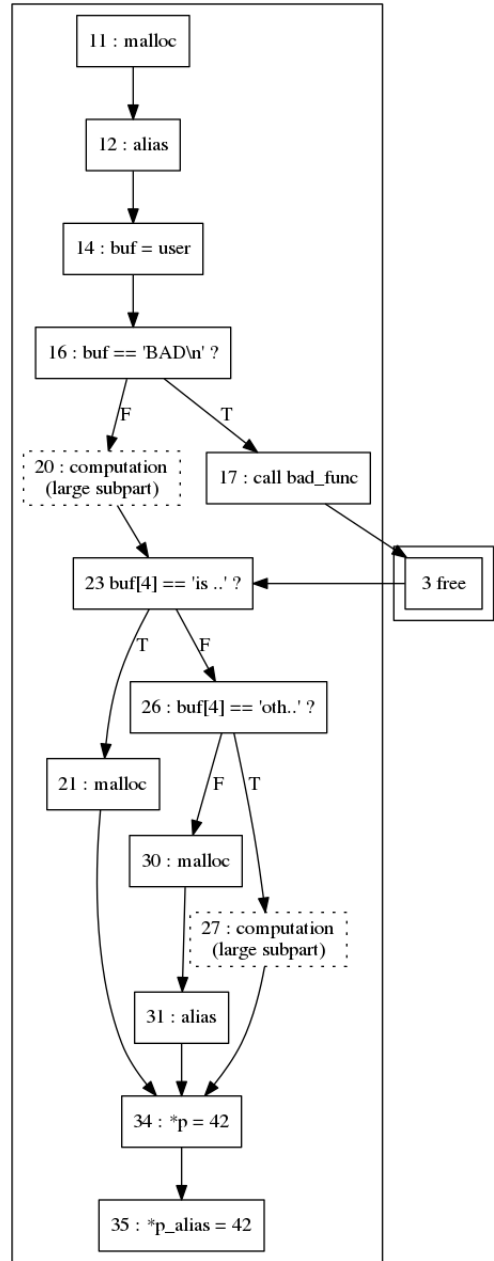 11 : malloc
12 : alias
14 : buf = user
16 : buf == 'BAD\n' ?
F
T
20 : computation
(large subpart)
17 : call bad_func
23 buf[4] == 'is ..' ?
3 free
T
F
26 : buf[4] == 'oth..' ?
21 : malloc
F
T
30 : malloc
27 : computation
(large subpart)
31 : alias
34 : *p = 42
35 : *p_alias = 42